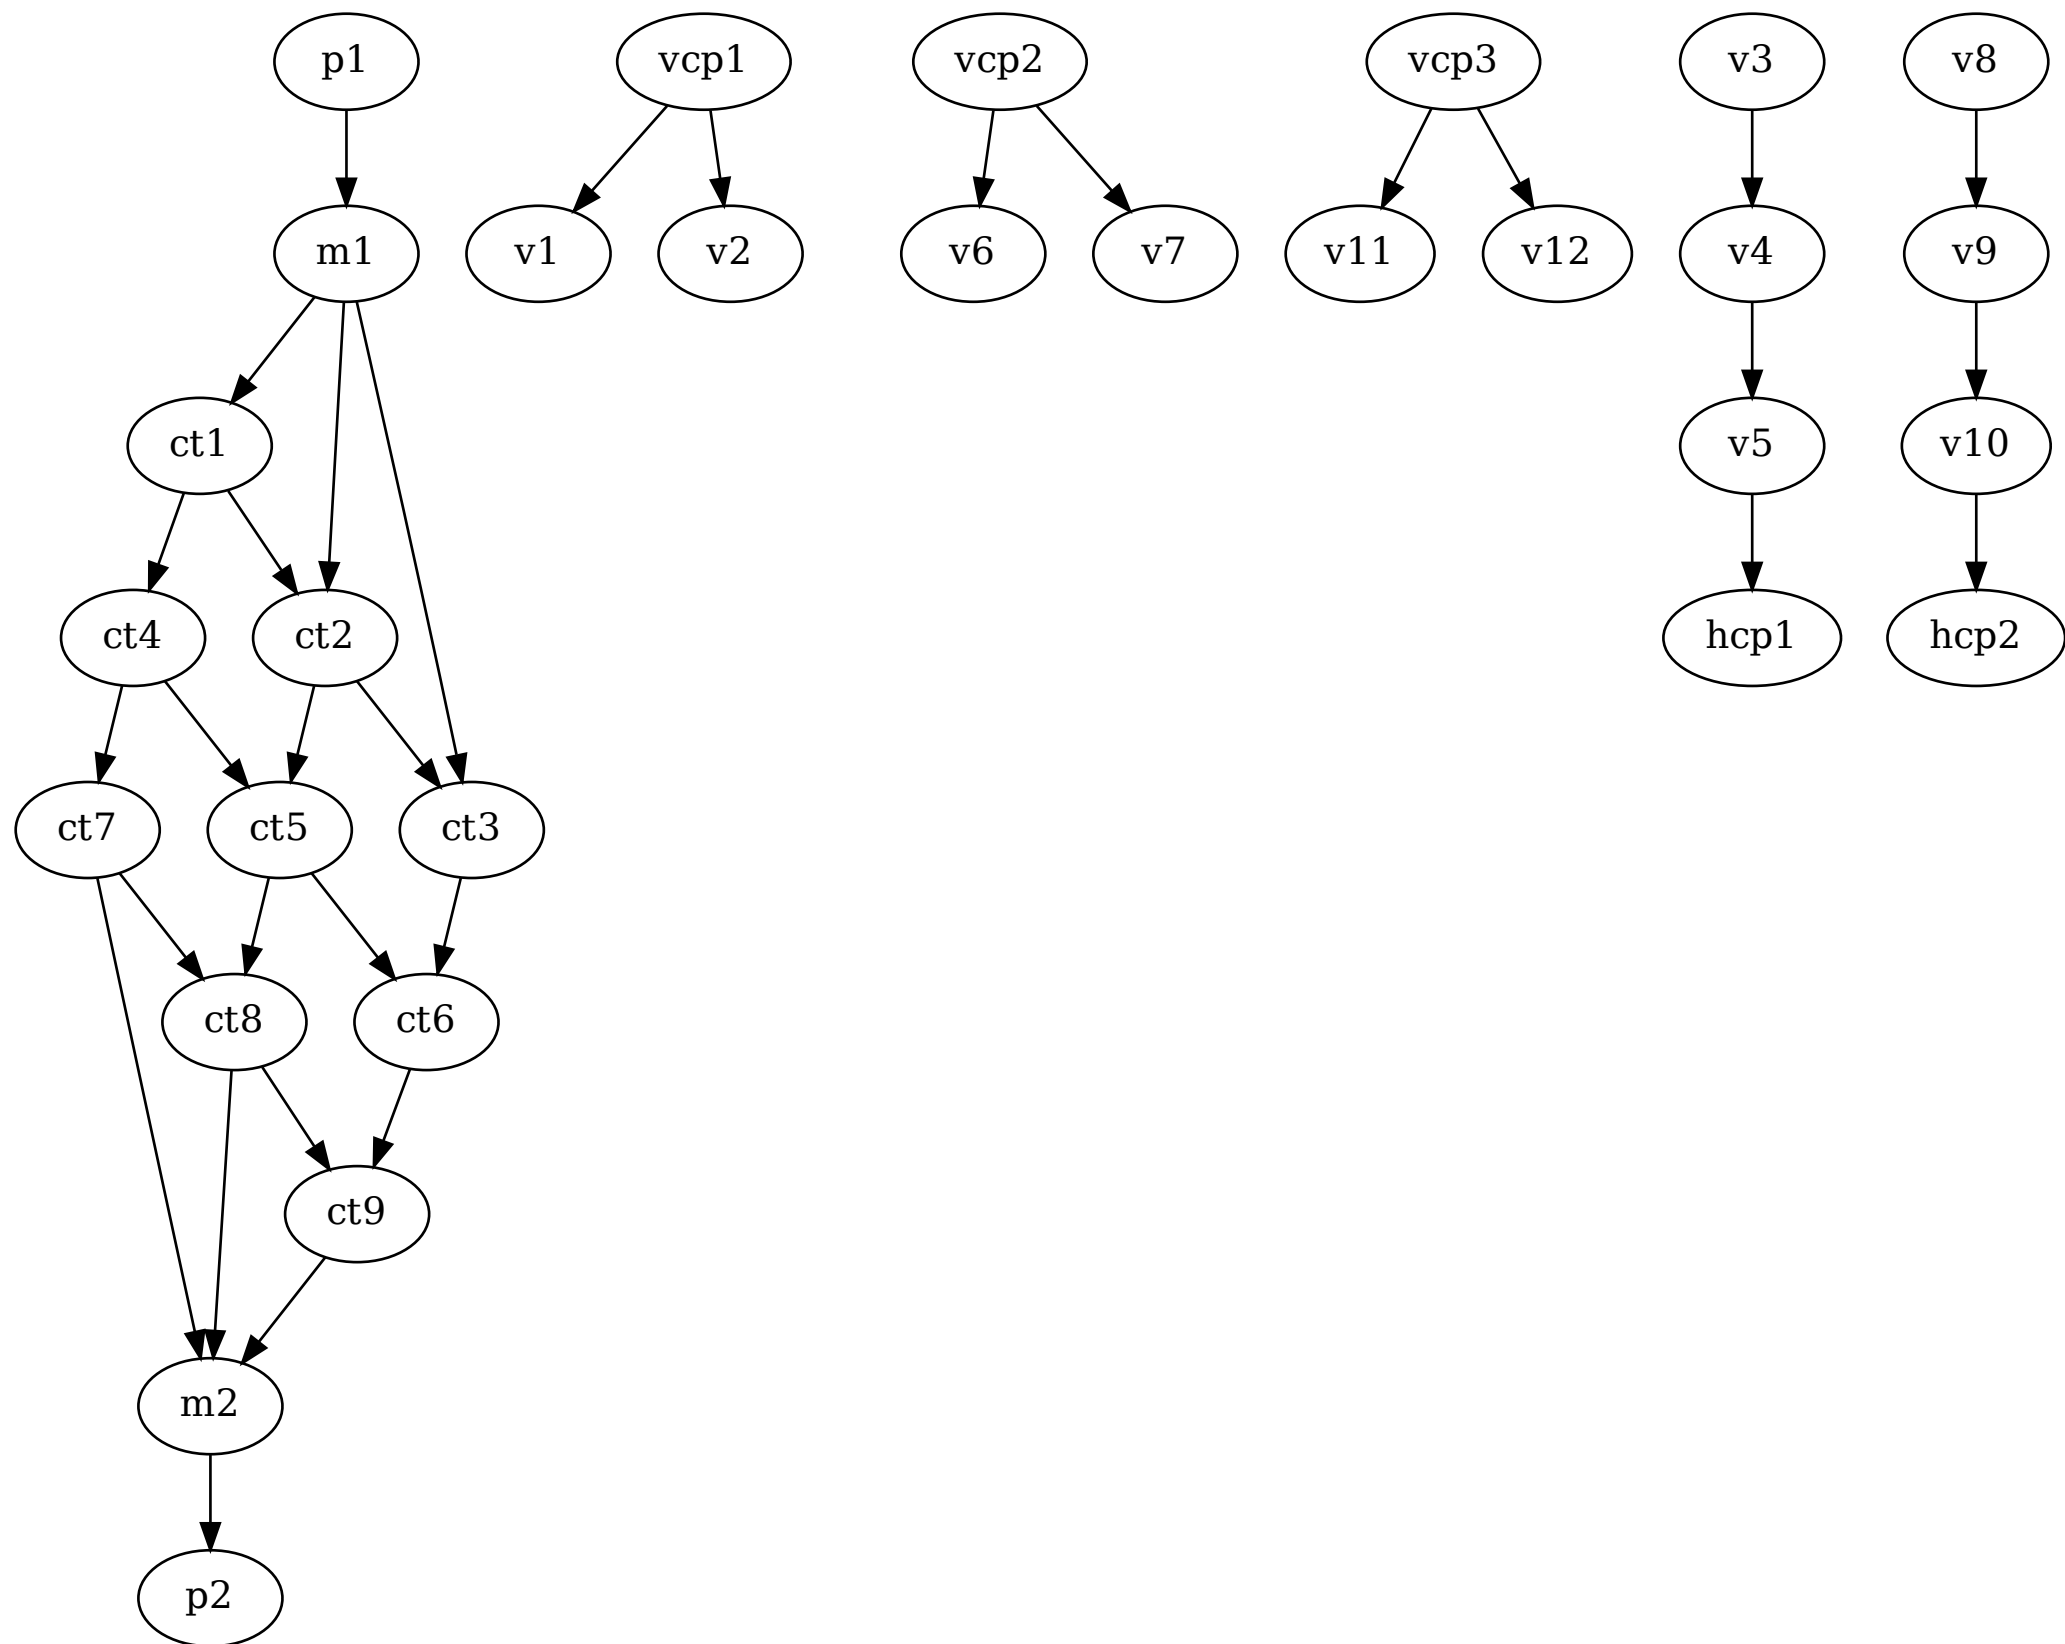 p1 vcp1 vcp2 vcp3 v3 v8
m1 v1 v2 v6 v7 v11 v12 v4 v9
ct1 v5 v10
ct4 ct2 hcp1 hcp2
ct7 ct5 ct3
ct8 ct6
ct9
m2
p2